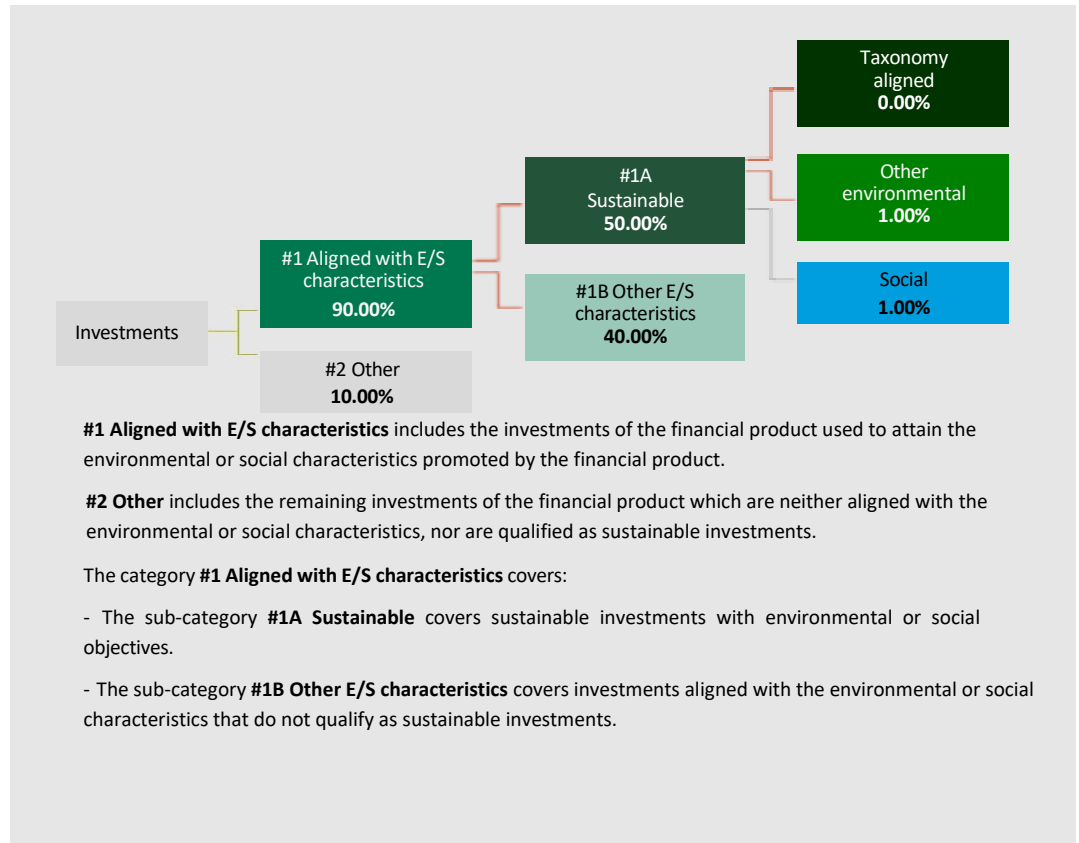 Taxonomy
aligned
0.00%
#1A
Sustainable
50.00%
Other
environmental
1.00%
#1 Aligned with E/S
characteristics
90.00%
#1B Other E/S
characteristics
40.00%
Social
1.00%
Investments
#2 Other
10.00%
#1 Aligned with E/S characteristics includes the investments of the financial product used to attain the
environmental or social characteristics promoted by the financial product.
#2 Other includes the remaining investments of the financial product which are neither aligned with the
environmental or social characteristics, nor are qualified as sustainable investments.
The category #1 Aligned with E/S characteristics covers:
- The sub-category #1A Sustainable covers sustainable investments with environmental or social
objectives.
- The sub-category #1B Other E/S characteristics covers investments aligned with the environmental or social
characteristics that do not qualify as sustainable investments.